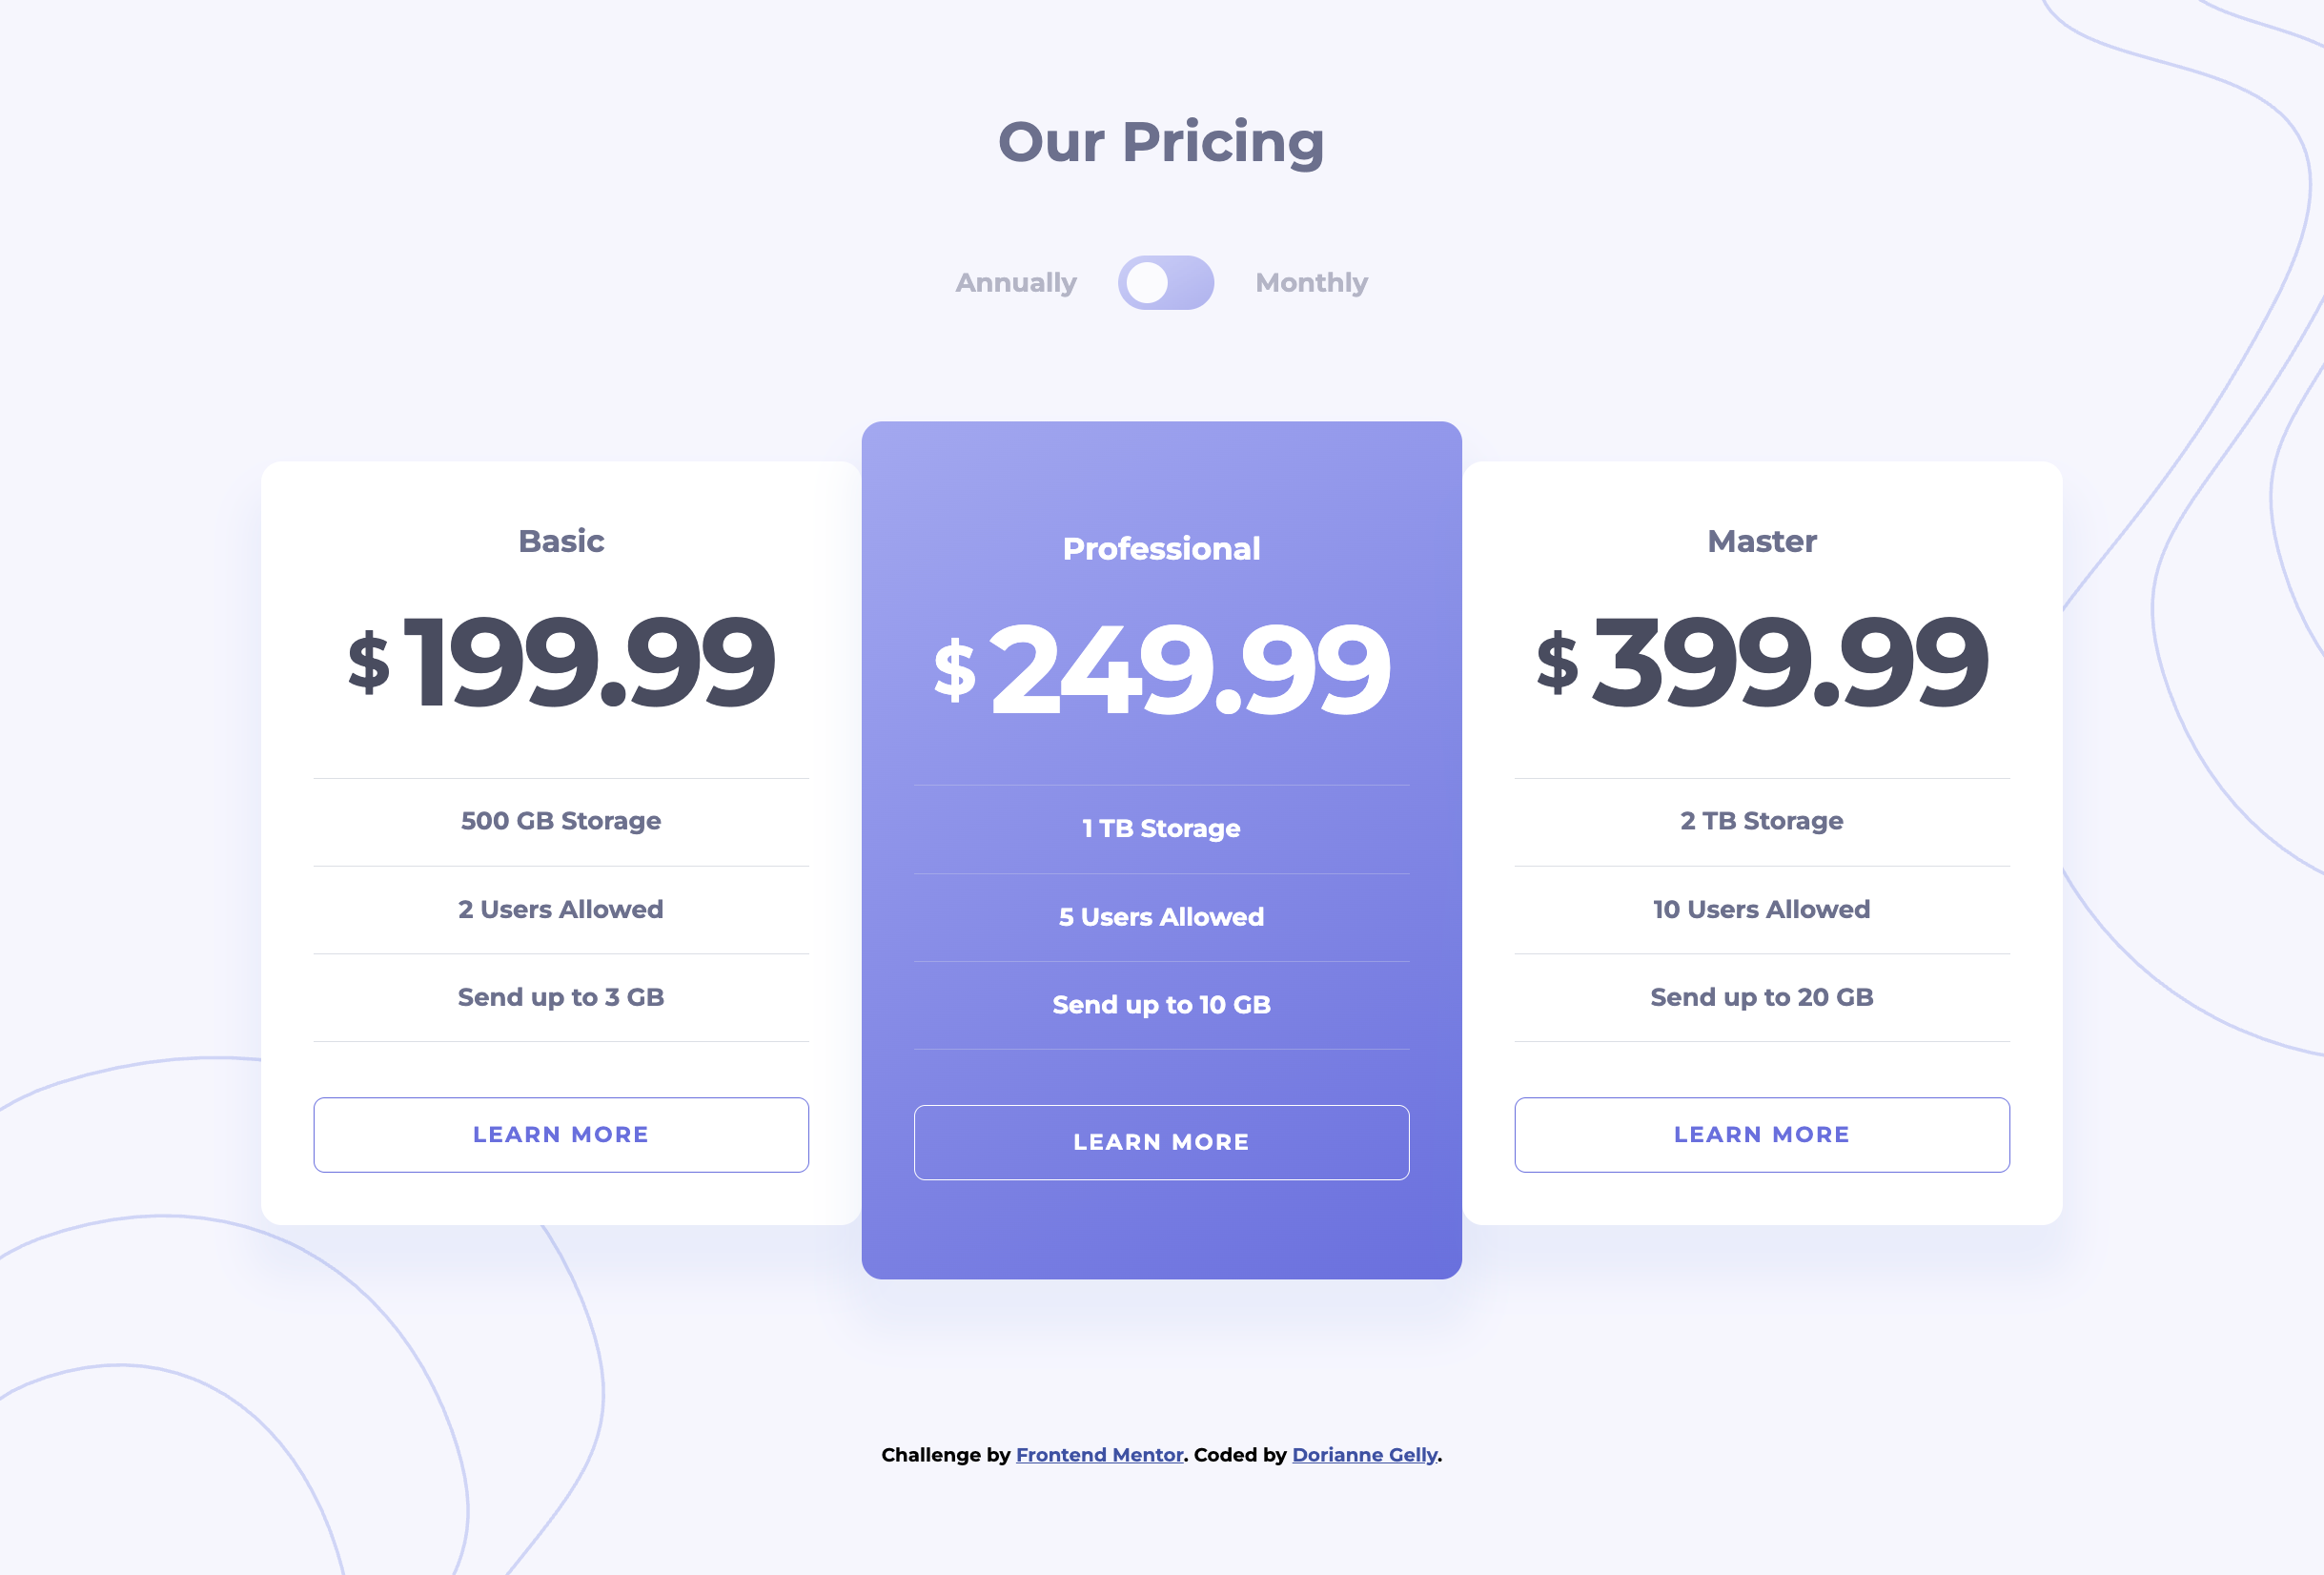 Our Pricing
Annually Monthly
Basic
$199.99
500 GB Storage
2 Users Allowed
Send up to 3 GB
LEARN MORE
Professional
$249.99
1 TB Storage
5 Users Allowed
Send up to 10 GB
LEARN MORE
Master
$399.99
2 TB Storage
10 Users Allowed
Send up to 20 GB
LEARN MORE
Challenge by Frontend Mentor. Coded by Dorianne Gelly.